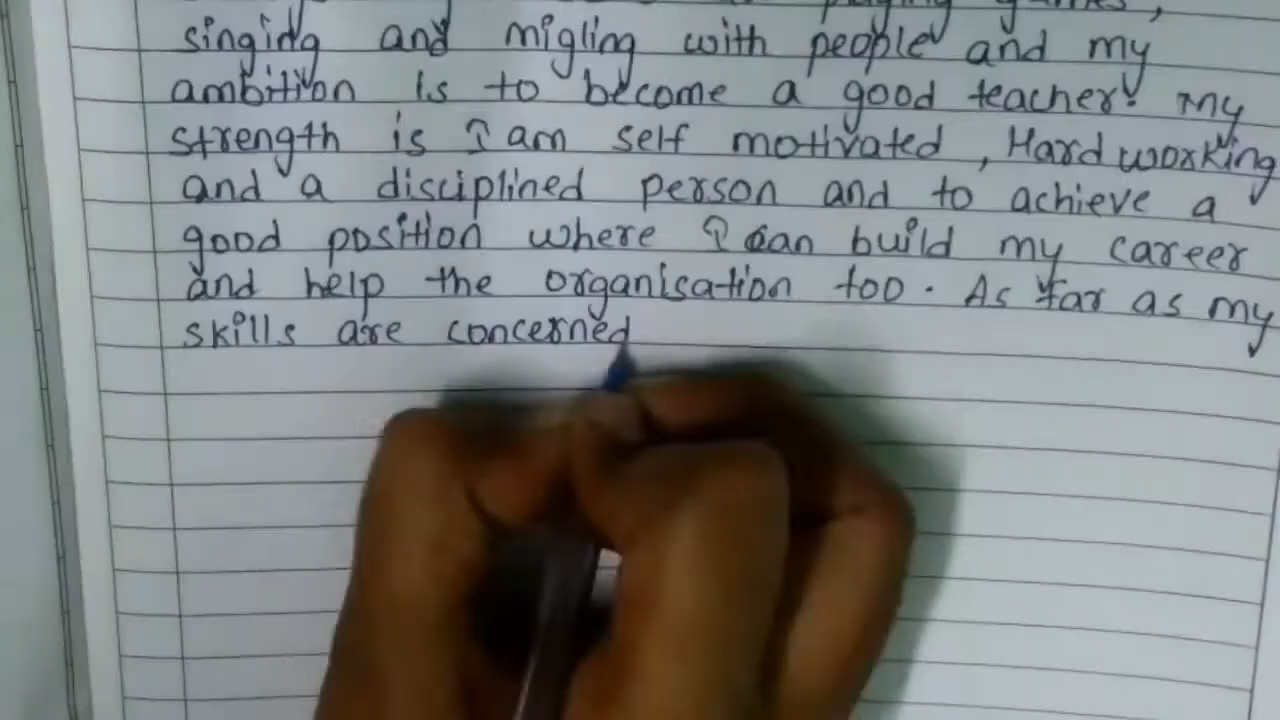 playing games,
singing and migling with people and my
ambition is to become a good teacher. My
strength is I am self motivated, Hard working
and a disciplined person and to achieve a
good position where I can build my career
and help the organisation too. As far as my
skills are concerned